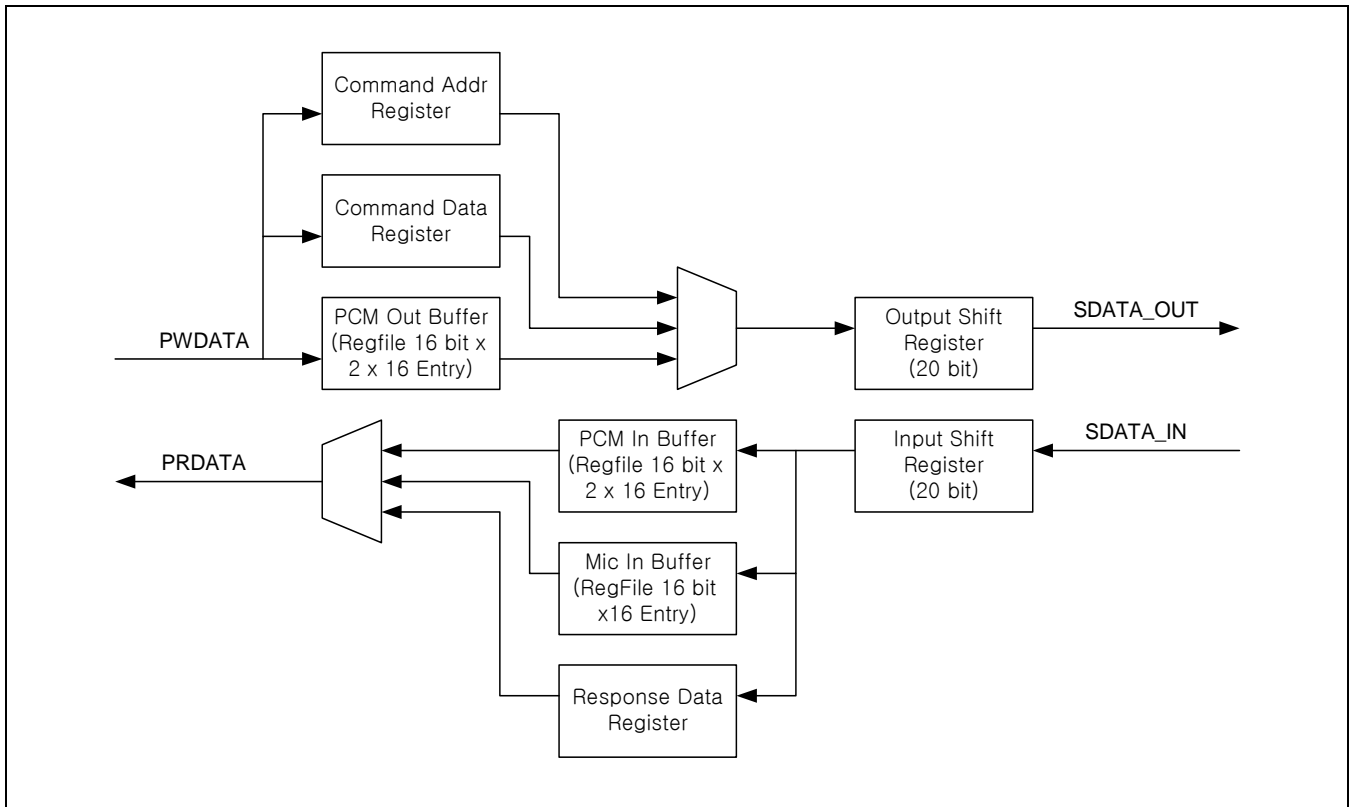 Command Addr
Register
Command Data
Register
PCM Out Buffer
(Regfile 16 bit x
2 x 16 Entry)
PWDATA
Output Shift
Register
(20 bit)
SDATA_OUT
PRDATA
PCM In Buffer
(Regfile 16 bit x
2 x 16 Entry)
Input Shift
Register
(20 bit)
SDATA_IN
Mic In Buffer
(RegFile 16 bit
x16 Entry)
Response Data
Register